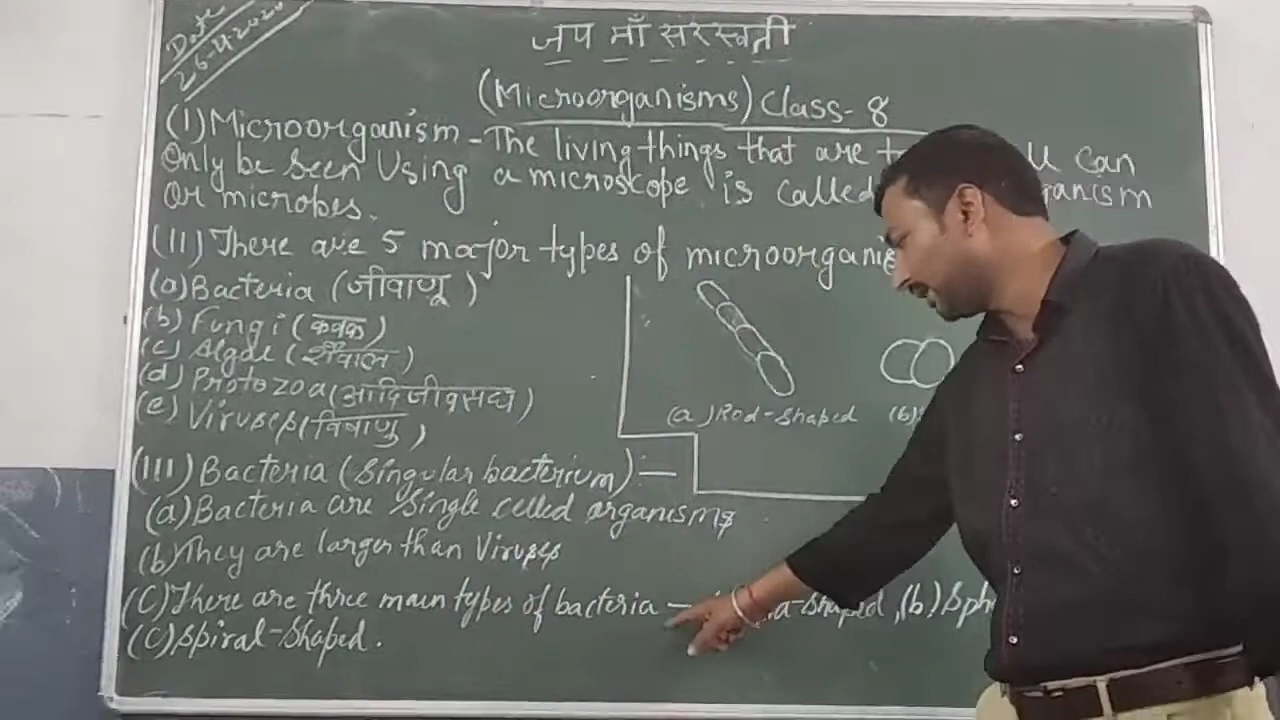 Date
26-4-2020
जय माँ सरस्वती
(Microorganisms) Class-8
(I) Microorganism - The living things that are can
Only be seen Using a microscope is called
Or microbes.
(II) There are 5 major types of
(a) Bacteria (जीवाणु)
(b) Fungi (कवक)
(c) Algae (शैवाल)
(d) Protozoa
(e) Viruses
(a) Rod-Shaped (b)
(III) Bacteria (Singular bacterium) :—
(a) Bacteria are Single celled organisms
(b) They are larger than Viruses
(C) There are three main types of bacteria — Shaped, (b)
(C) Spiral-Shaped.